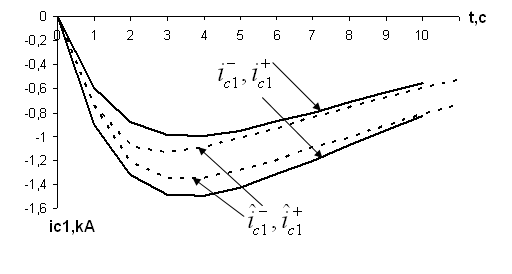 0
t,c
0 1 2 3 4 5 6 7 8 9 10
-0,2
-0,4
i⁻c1, i⁺c1
-0,6
-0,8
-1
-1,2
-1,4
-1,6
ic1,kA
î⁻c1, î⁺c1